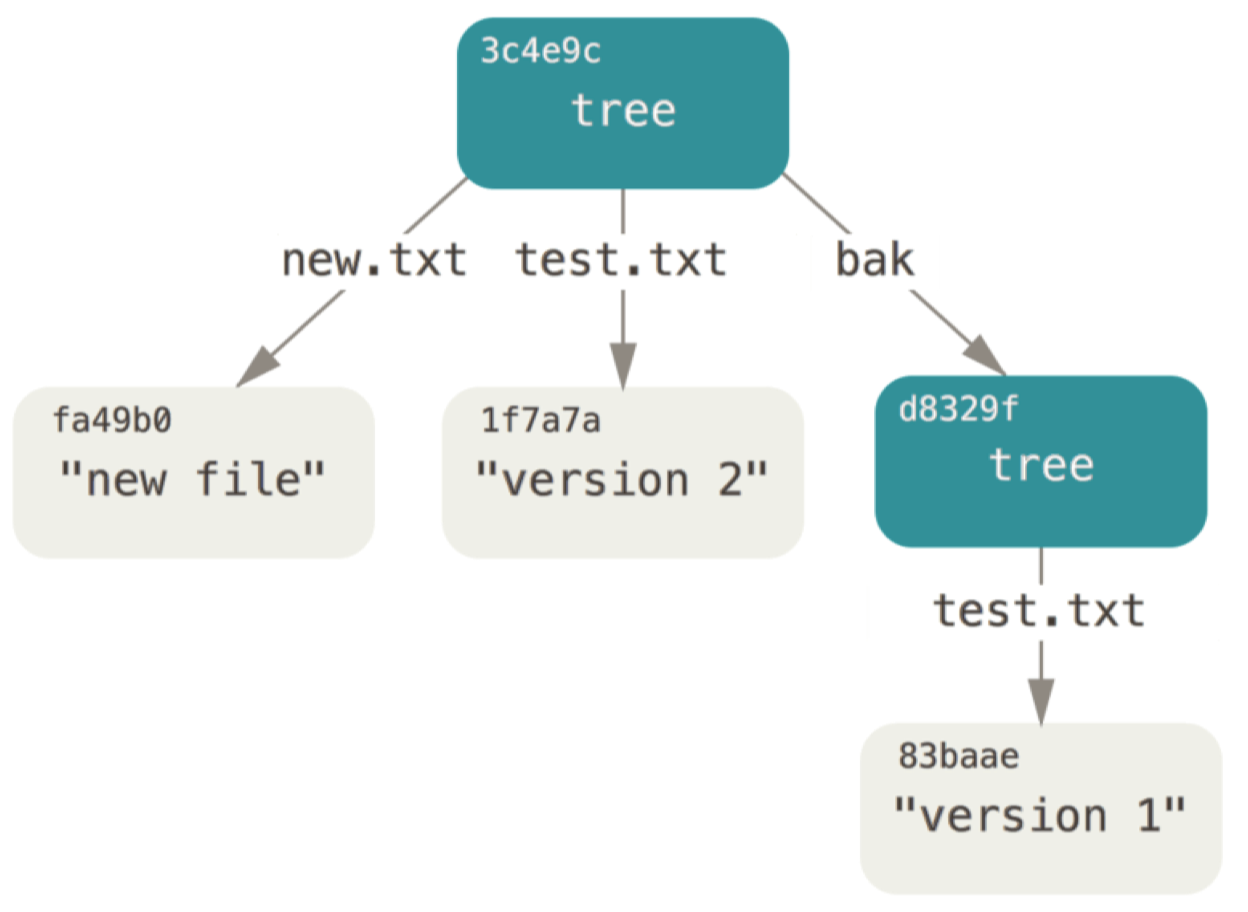 3c4e9c
tree
new.txt test.txt bak
fa49b0
"new file"
1f7a7a
"version 2"
d8329f
tree
test.txt
83baae
"version 1"